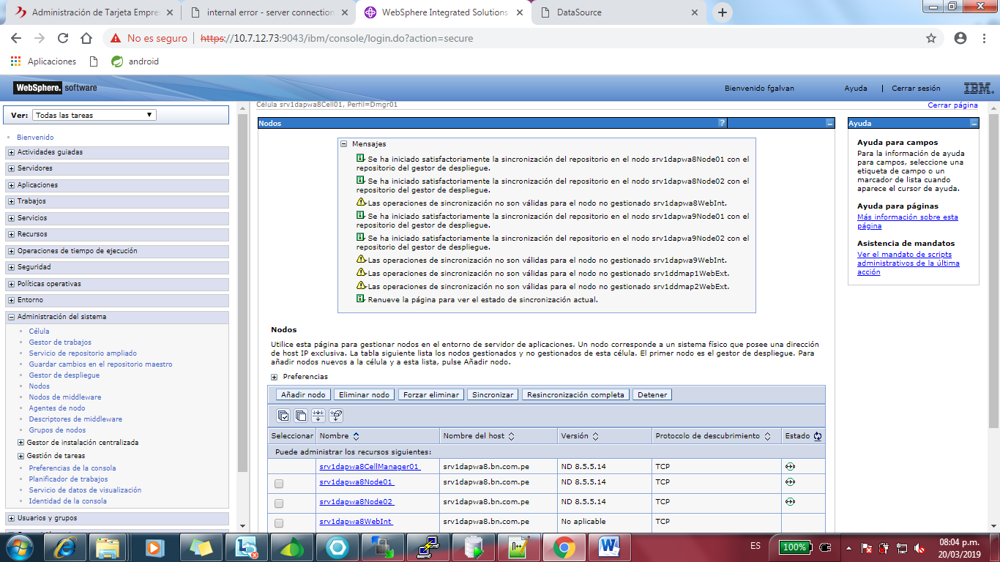 Administración de Tarjeta Empre
internal error - server connection
WebSphere Integrated Solutions
DataSource
No es seguro
https://10.7.12.73:9043/ibm/console/login.do?action=secure
Aplicaciones
android
WebSphere. software
Bienvenido fgalvan
Ayuda
Cerrar sesión
IBM.
Ver: Todas las tareas
Bienvenido
Actividades guiadas
Servidores
Aplicaciones
Trabajos
Servicios
Recursos
Operaciones de tiempo de ejecución
Seguridad
Políticas operativas
Entorno
Administración del sistema
Célula
Gestor de trabajos
Servicio de repositorio ampliado
Guardar cambios en el repositorio maestro
Gestor de despliegue
Nodos
Nodos de middleware
Agentes de nodo
Descriptores de middleware
Grupos de nodos
Gestor de instalación centralizada
Gestión de tareas
Preferencias de la consola
Planificador de trabajos
Servicio de datos de visualización
Identidad de la consola
Usuarios y grupos
Célula srv1dapwa8Cell01, Perfil=Dmgr01
Cerrar página
Nodos
?
Mensajes
Se ha iniciado satisfactoriamente la sincronización del repositorio en el nodo srv1dapwa8Node01 con el
repositorio del gestor de despliegue.
Se ha iniciado satisfactoriamente la sincronización del repositorio en el nodo srv1dapwa8Node02 con el
repositorio del gestor de despliegue.
Las operaciones de sincronización no son válidas para el nodo no gestionado srv1dapwa8WebInt.
Se ha iniciado satisfactoriamente la sincronización del repositorio en el nodo srv1dapwa9Node01 con el
repositorio del gestor de despliegue.
Se ha iniciado satisfactoriamente la sincronización del repositorio en el nodo srv1dapwa9Node02 con el
repositorio del gestor de despliegue.
Las operaciones de sincronización no son válidas para el nodo no gestionado srv1dapwa9WebInt.
Las operaciones de sincronización no son válidas para el nodo no gestionado srv1ddmap1WebExt.
Las operaciones de sincronización no son válidas para el nodo no gestionado srv1ddmap2WebExt.
Renueve la página para ver el estado de sincronización actual.
Nodos
Utilice esta página para gestionar nodos en el entorno de servidor de aplicaciones. Un nodo corresponde a un sistema físico que posee una dirección
de host IP exclusiva. La tabla siguiente lista los nodos gestionados y no gestionados de esta célula. El primer nodo es el gestor de despliegue. Para
añadir nodos nuevos a la célula y a esta lista, pulse Añadir nodo.
Preferencias
Añadir nodo
Eliminar nodo
Forzar eliminar
Sincronizar
Resincronización completa
Detener
Seleccionar Nombre Nombre del host Versión Protocolo de descubrimiento Estado
Puede administrar los recursos siguientes:
srv1dapwa8CellManager01 srv1dapwa8.bn.com.pe ND 8.5.5.14 TCP
srv1dapwa8Node01 srv1dapwa8.bn.com.pe ND 8.5.5.14 TCP
srv1dapwa8Node02 srv1dapwa8.bn.com.pe ND 8.5.5.14 TCP
srv1dapwa8WebInt srv1dapwa8.bn.com.pe No aplicable TCP
Ayuda
Ayuda para campos
Para la información de ayuda
para campos, seleccione una
etiqueta de campo o un
marcador de lista cuando
aparece el cursor de ayuda.
Ayuda para páginas
Más información sobre esta
página
Asistencia de mandatos
Ver el mandato de scripts
administrativos de la última
acción
ES
100%
08:04 p.m.
20/03/2019